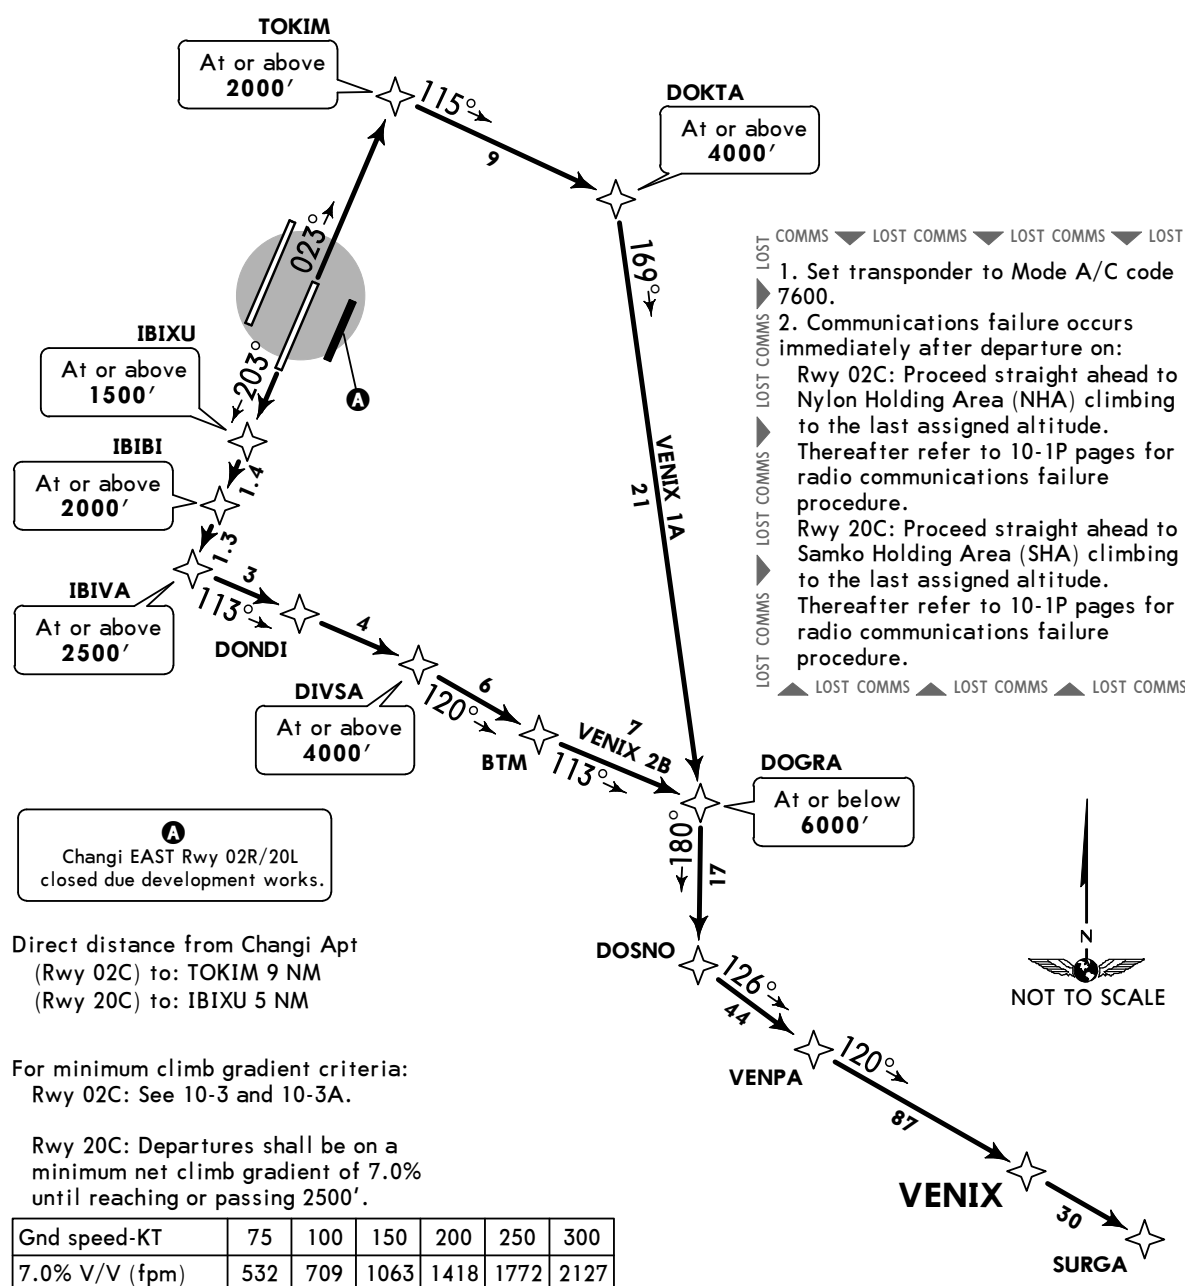 TOKIM
At or above
2000′
115°
9
DOKTA
At or above
4000′
023°
169°
IBIXU
At or above
1500′
203°
A
IBIBI
At or above
2000′
1.4
1.3
IBIVA
At or above
2500′
3
113°
DONDI
4
DIVSA
At or above
4000′
6
120°
BTM
7
VENIX 2B
113°
VENIX 1A
21
DOGRA
At or below
6000′
180°
17
DOSNO
126°
44
VENPA
120°
87
VENIX
30
SURGA
LOST COMMS LOST COMMS LOST COMMS LOST
1. Set transponder to Mode A/C code
7600.
2. Communications failure occurs
immediately after departure on:
Rwy 02C: Proceed straight ahead to
Nylon Holding Area (NHA) climbing
to the last assigned altitude.
Thereafter refer to 10-1P pages for
radio communications failure
procedure.
Rwy 20C: Proceed straight ahead to
Samko Holding Area (SHA) climbing
to the last assigned altitude.
Thereafter refer to 10-1P pages for
radio communications failure
procedure.
LOST COMMS LOST COMMS LOST COMMS
LOST COMMS LOST COMMS LOST COMMS
A
Changi EAST Rwy 02R/20L
closed due development works.
Direct distance from Changi Apt
(Rwy 02C) to: TOKIM 9 NM
(Rwy 20C) to: IBIXU 5 NM
N
NOT TO SCALE
For minimum climb gradient criteria:
Rwy 02C: See 10-3 and 10-3A.
Rwy 20C: Departures shall be on a
minimum net climb gradient of 7.0%
until reaching or passing 2500'.
Gnd speed-KT 75 100 150 200 250 300
7.0% V/V (fpm) 532 709 1063 1418 1772 2127